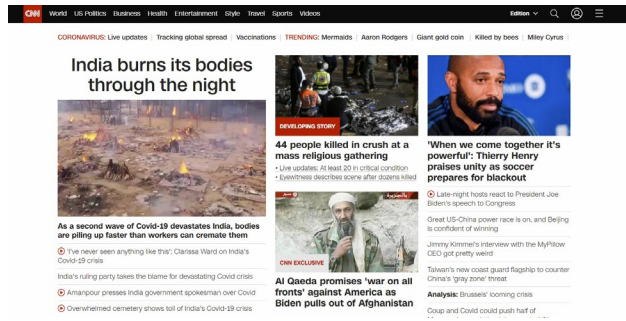 CNN World US Politics Business Health Entertainment Style Travel Sports Videos Edition
CORONAVIRUS: Live updates Tracking global spread Vaccinations TRENDING: Mermaids Aaron Rodgers Giant gold coin Killed by bees Miley Cyrus
India burns its bodies
through the night
As a second wave of Covid-19 devastates India, bodies
are piling up faster than workers can cremate them
'I've never seen anything like this': Clarissa Ward on India's
Covid-19 crisis
India's ruling party takes the blame for devastating Covid crisis
Amanpour presses India government spokesman over Covid
Overwhelmed cemetery shows toll of India's Covid-19 crisis
DEVELOPING STORY
44 people killed in crush at a
mass religious gathering
• Live updates: At least 20 in critical condition
• Eyewitness describes scene after dozens killed
CNN EXCLUSIVE
Al Qaeda promises 'war on all
fronts' against America as
Biden pulls out of Afghanistan
'When we come together it's
powerful': Thierry Henry
praises unity as soccer
prepares for blackout
Late-night hosts react to President Joe
Biden's speech to Congress
Great US-China power race is on, and Beijing
is confident of winning
Jimmy Kimmel's interview with the MyPillow
CEO got pretty weird
Taiwan's new coast guard flagship to counter
China's 'gray zone' threat
Analysis: Brussels' looming crisis
Coup and Covid could push half of